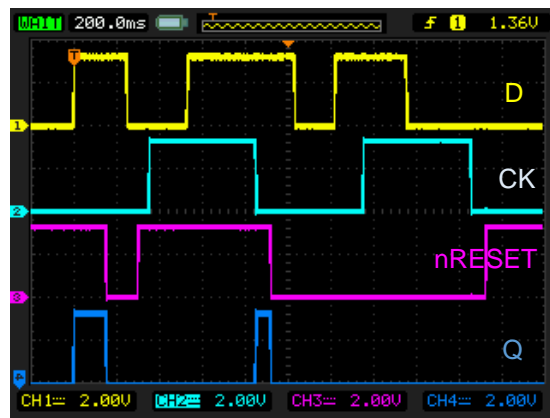 WAIT 200.0ms T f 1 1.36V
T
D
1
CK
2
nRESET
3
Q
4
CH1 2.00V CH2 2.00V CH3 2.00V CH4 2.00V